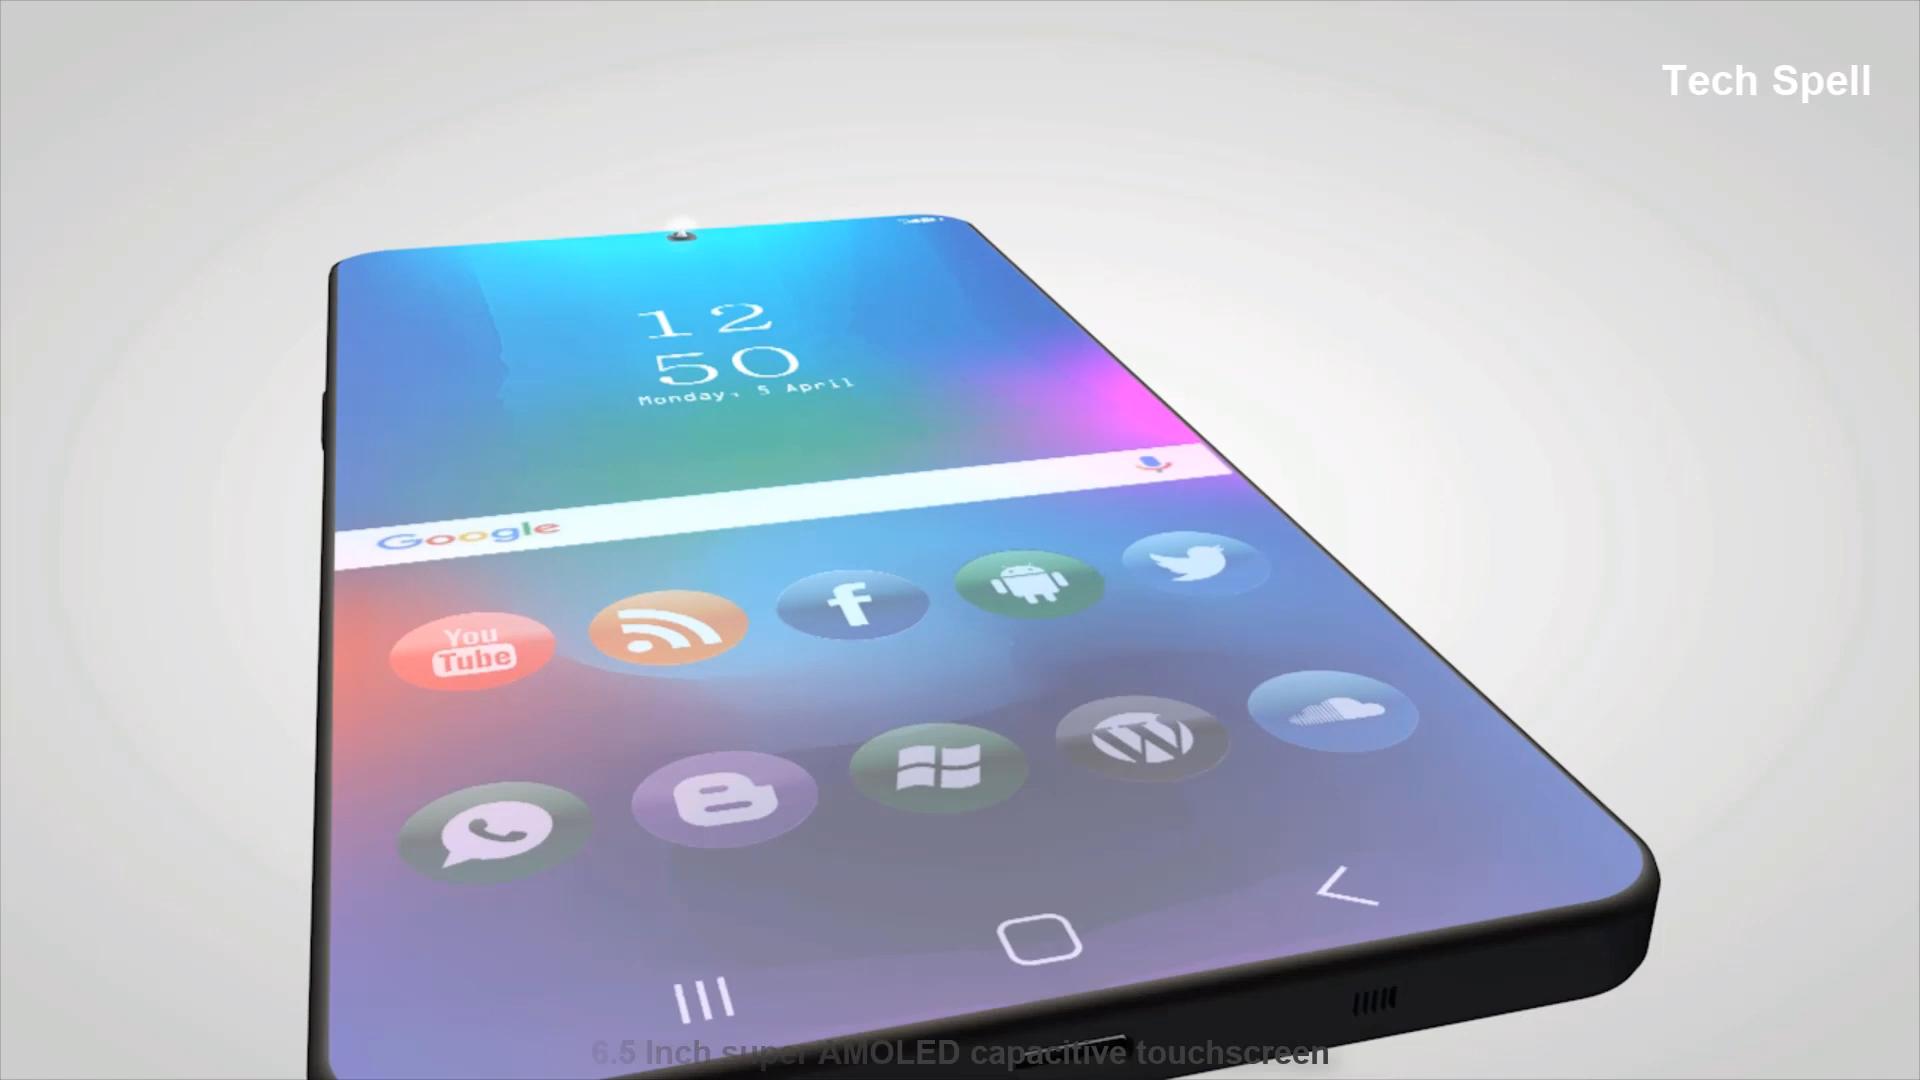 Tech Spell
12
50
Monday, 5 April
Google
You
Tube
6.5 Inch super AMOLED capacitive touchscreen